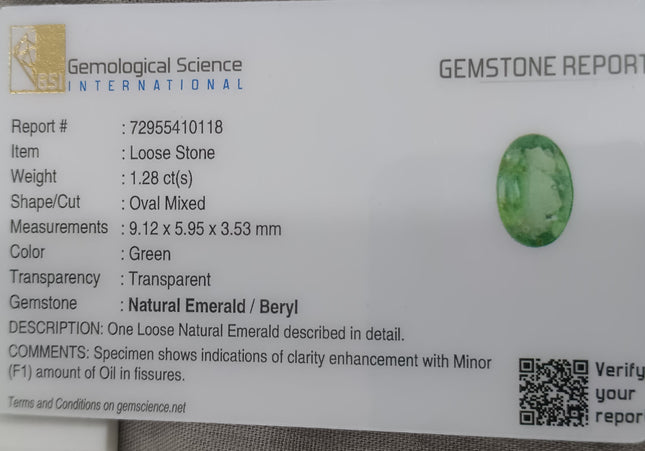 Gemological Science
INTERNATIONAL
GEMSTONE REPORT
Report # : 72955410118
Item : Loose Stone
Weight : 1.28 ct(s)
Shape/Cut : Oval Mixed
Measurements : 9.12 x 5.95 x 3.53 mm
Color : Green
Transparency : Transparent
Gemstone : Natural Emerald / Beryl
DESCRIPTION: One Loose Natural Emerald described in detail.
COMMENTS: Specimen shows indications of clarity enhancement with Minor
(F1) amount of Oil in fissures.
Terms and Conditions on gemscience.net
Verify
your
repor